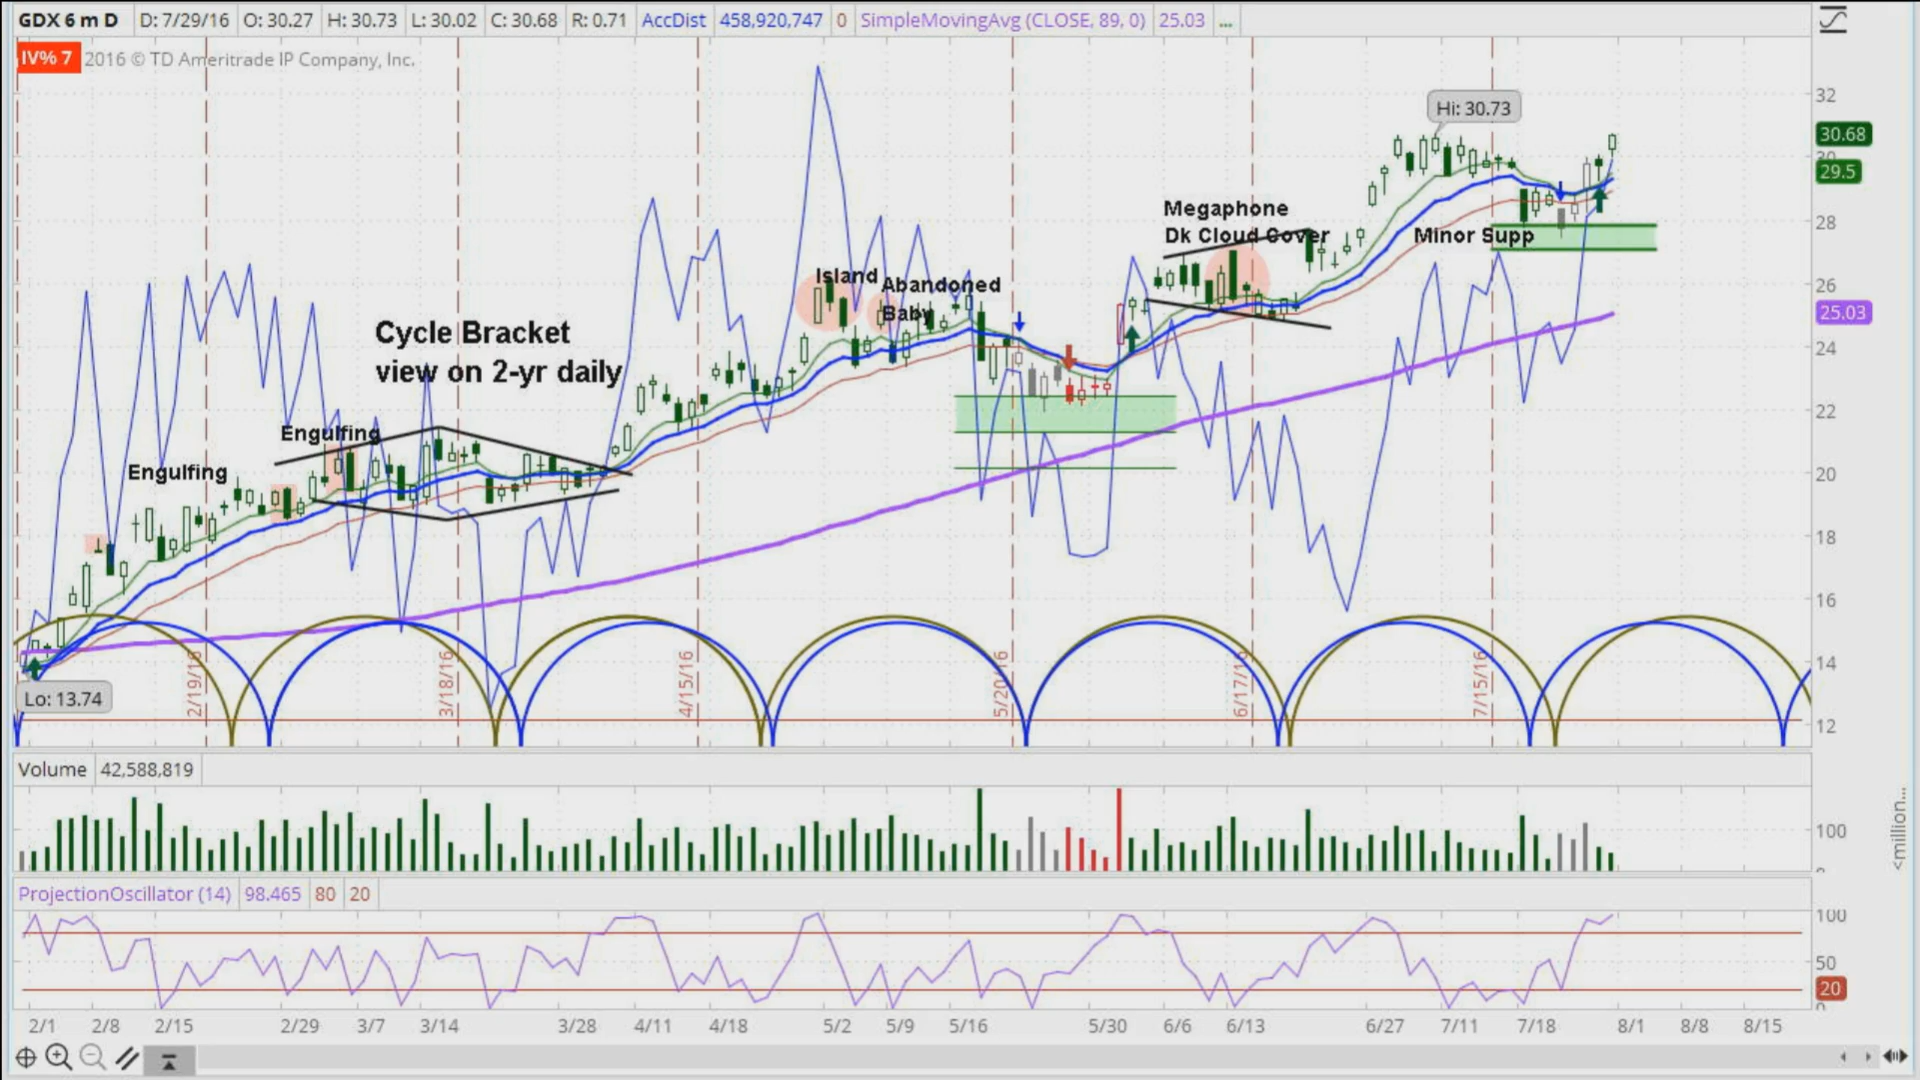 GDX 6 m D D: 7/29/16 O: 30.27 H: 30.73 L: 30.02 C: 30.68 R: 0.71 AccDist 458,920,747 0 SimpleMovingAvg (CLOSE, 89, 0) 25.03 ...
IV% 7 2016 © TD Ameritrade IP Company, Inc.
32
Hi: 30.73
30.68
30
29.5
Megaphone
Dk Cloud Cover
Minor Supp
28
Island
Abandoned
Baby
26
25.03
Cycle Bracket
view on 2-yr daily
24
22
Engulfing
Engulfing
20
18
16
14
Lo: 13.74
2/19/16
3/18/16
4/15/16
5/20/16
6/17/16
7/15/16
12
Volume 42,588,819
100
0
<million...
ProjectionOscillator (14) 98.465 80 20
100
50
20
0
2/1 2/8 2/15 2/29 3/7 3/14 3/28 4/11 4/18 5/2 5/9 5/16 5/30 6/6 6/13 6/27 7/11 7/18 8/1 8/8 8/15